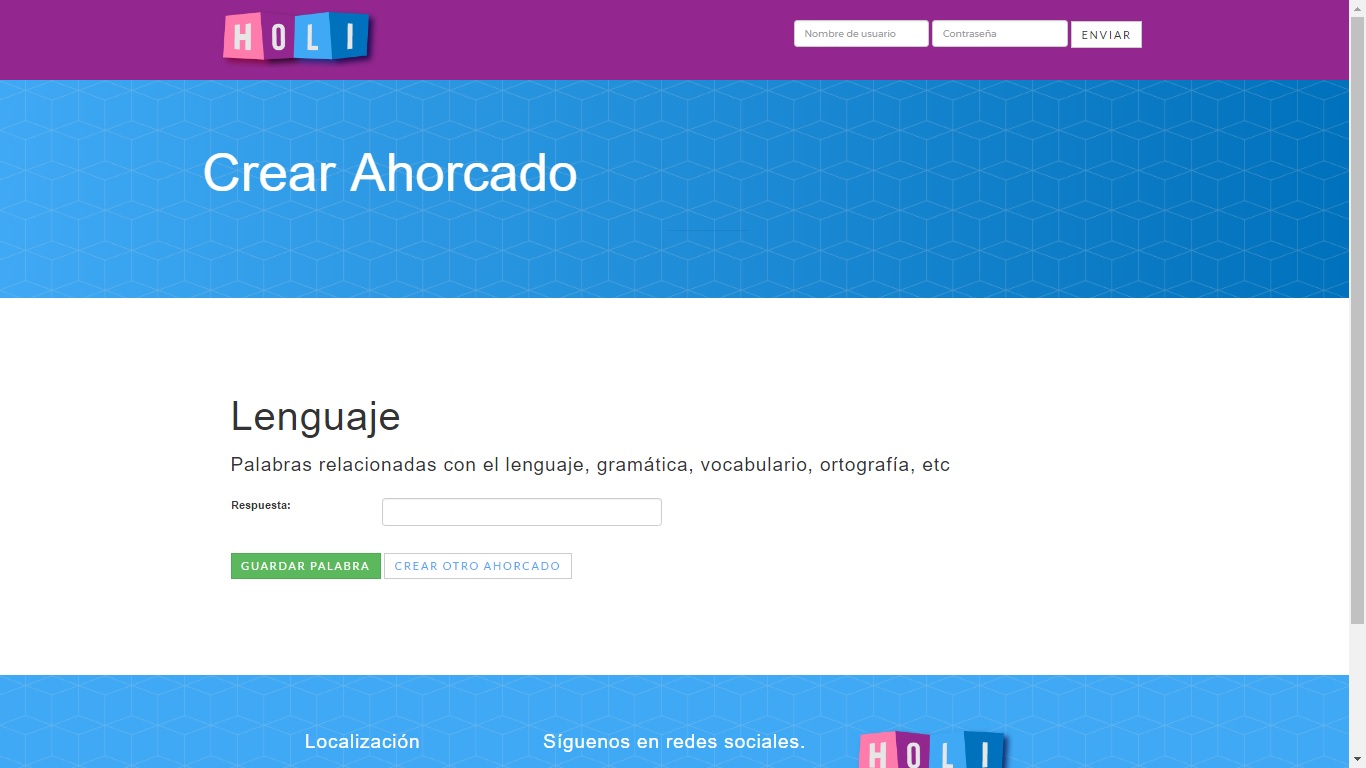 HOLI
Nombre de usuario Contraseña ENVIAR
Crear Ahorcado
Lenguaje
Palabras relacionadas con el lenguaje, gramática, vocabulario, ortografía, etc
Respuesta:
GUARDAR PALABRA CREAR OTRO AHORCADO
Localización Síguenos en redes sociales. HOLI